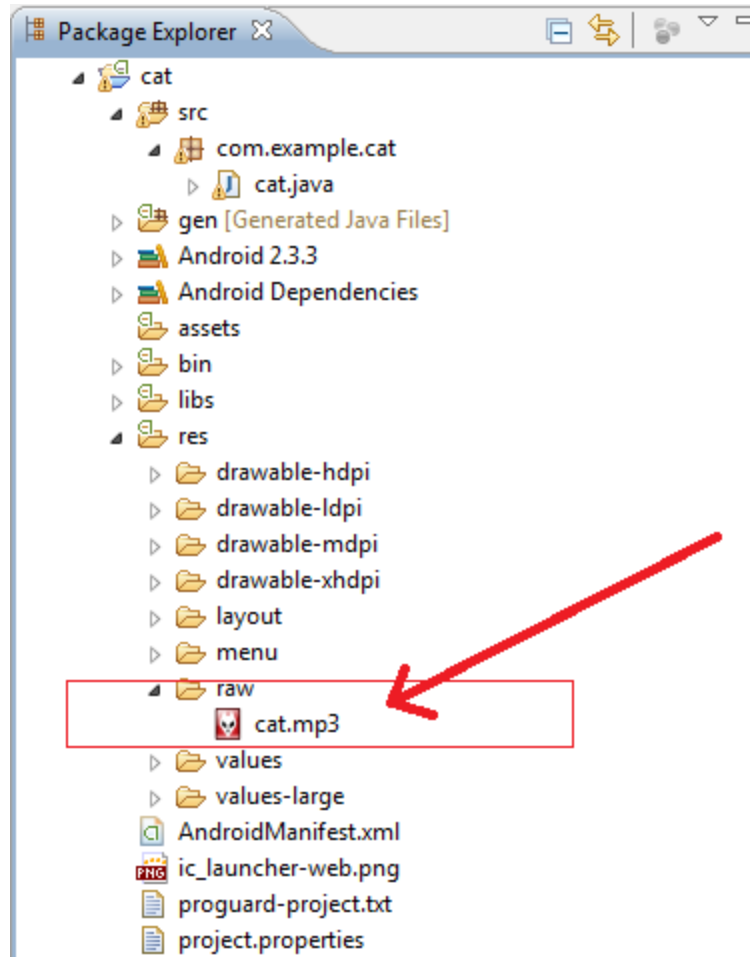 Package Explorer
cat
src
com.example.cat
cat.java
gen [Generated Java Files]
Android 2.3.3
Android Dependencies
assets
bin
libs
res
drawable-hdpi
drawable-ldpi
drawable-mdpi
drawable-xhdpi
layout
menu
raw
cat.mp3
values
values-large
AndroidManifest.xml
ic_launcher-web.png
proguard-project.txt
project.properties